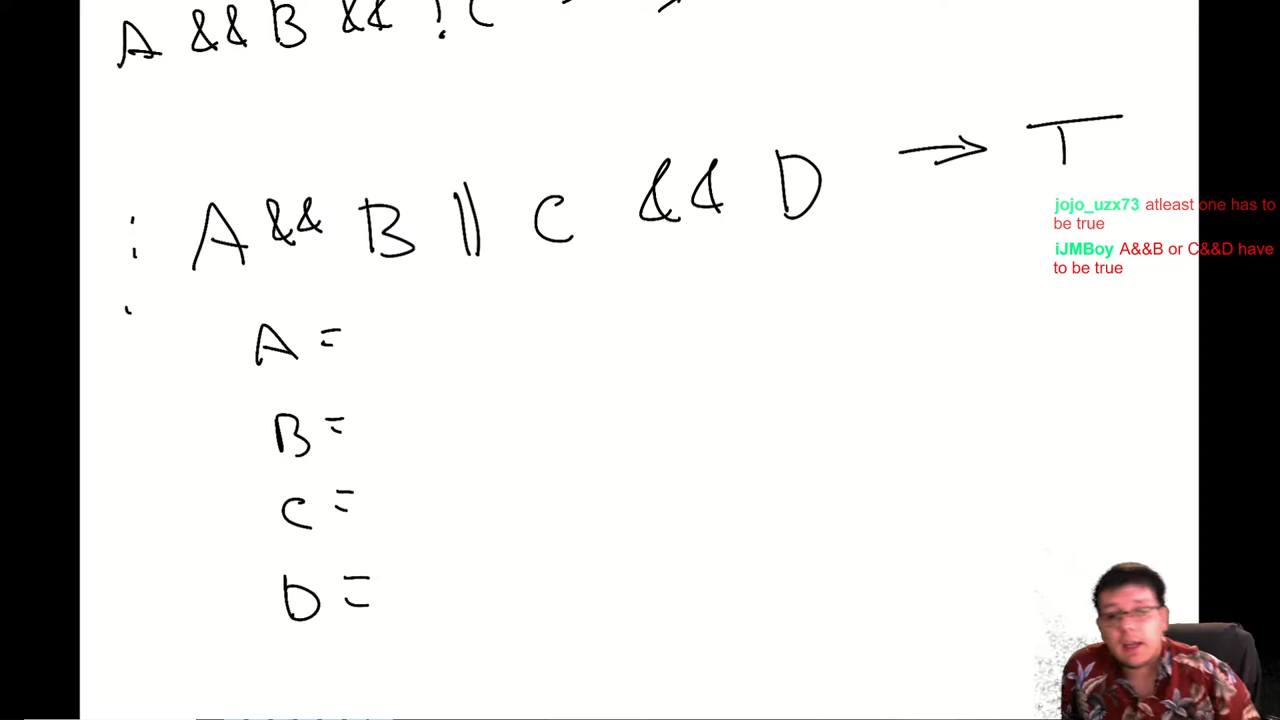 A && B && ! C →
A && B || C && D → T
jojo_uzx73 atleast one has to
be true
iJMBoy A&&B or C&&D have
to be true
A =
B =
C =
D =